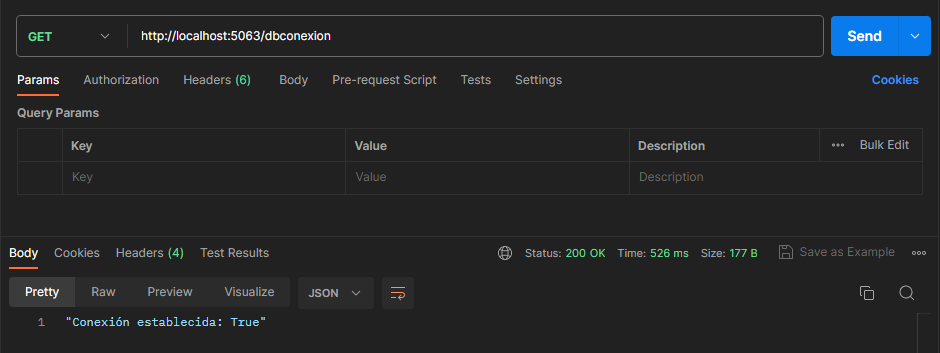 GET http://localhost:5063/dbconexion Send
Params Authorization Headers (6) Body Pre-request Script Tests Settings Cookies
Query Params
Key Value Description Bulk Edit
Key Value Description
Body Cookies Headers (4) Test Results Status: 200 OK Time: 526 ms Size: 177 B Save as Example
Pretty Raw Preview Visualize JSON
1 "Conexión establecida: True"